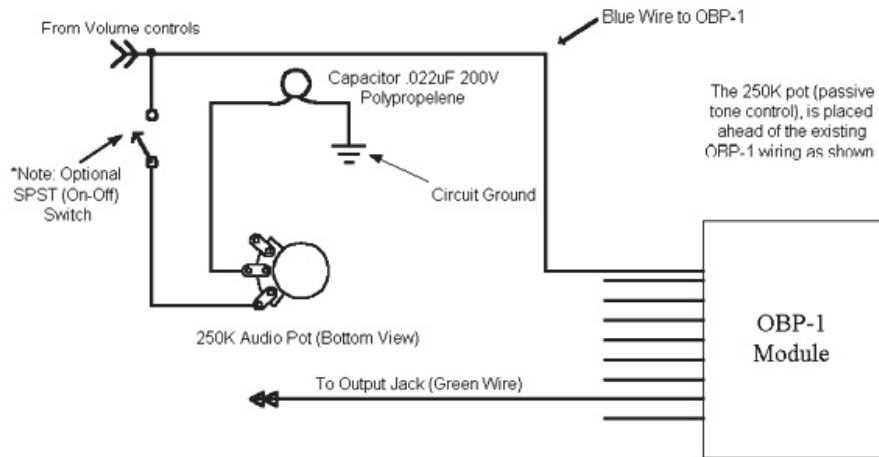 From Volume controls
Blue Wire to OBP-1
Capacitor .022uF 200V
Polypropelene
The 250K pot (passive
tone control), is placed
ahead of the existing
OBP-1 wiring as shown
*Note: Optional
SPST (On-Off)
Switch
Circuit Ground
250K Audio Pot (Bottom View)
OBP-1
Module
To Output Jack (Green Wire)